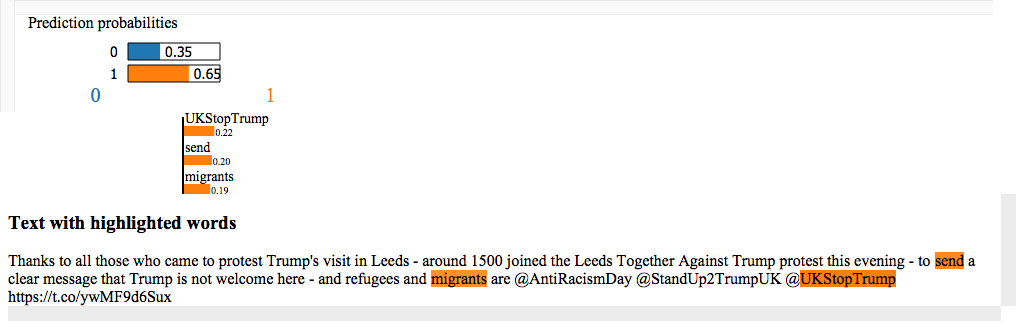 Prediction probabilities
0 0.35
1 0.65
0 1
UKStopTrump
0.22
send
0.20
migrants
0.19
Text with highlighted words
Thanks to all those who came to protest Trump's visit in Leeds - around 1500 joined the Leeds Together Against Trump protest this evening - to send a
clear message that Trump is not welcome here - and refugees and migrants are @AntiRacismDay @StandUp2TrumpUK @UKStopTrump
https://t.co/ywMF9d6Sux